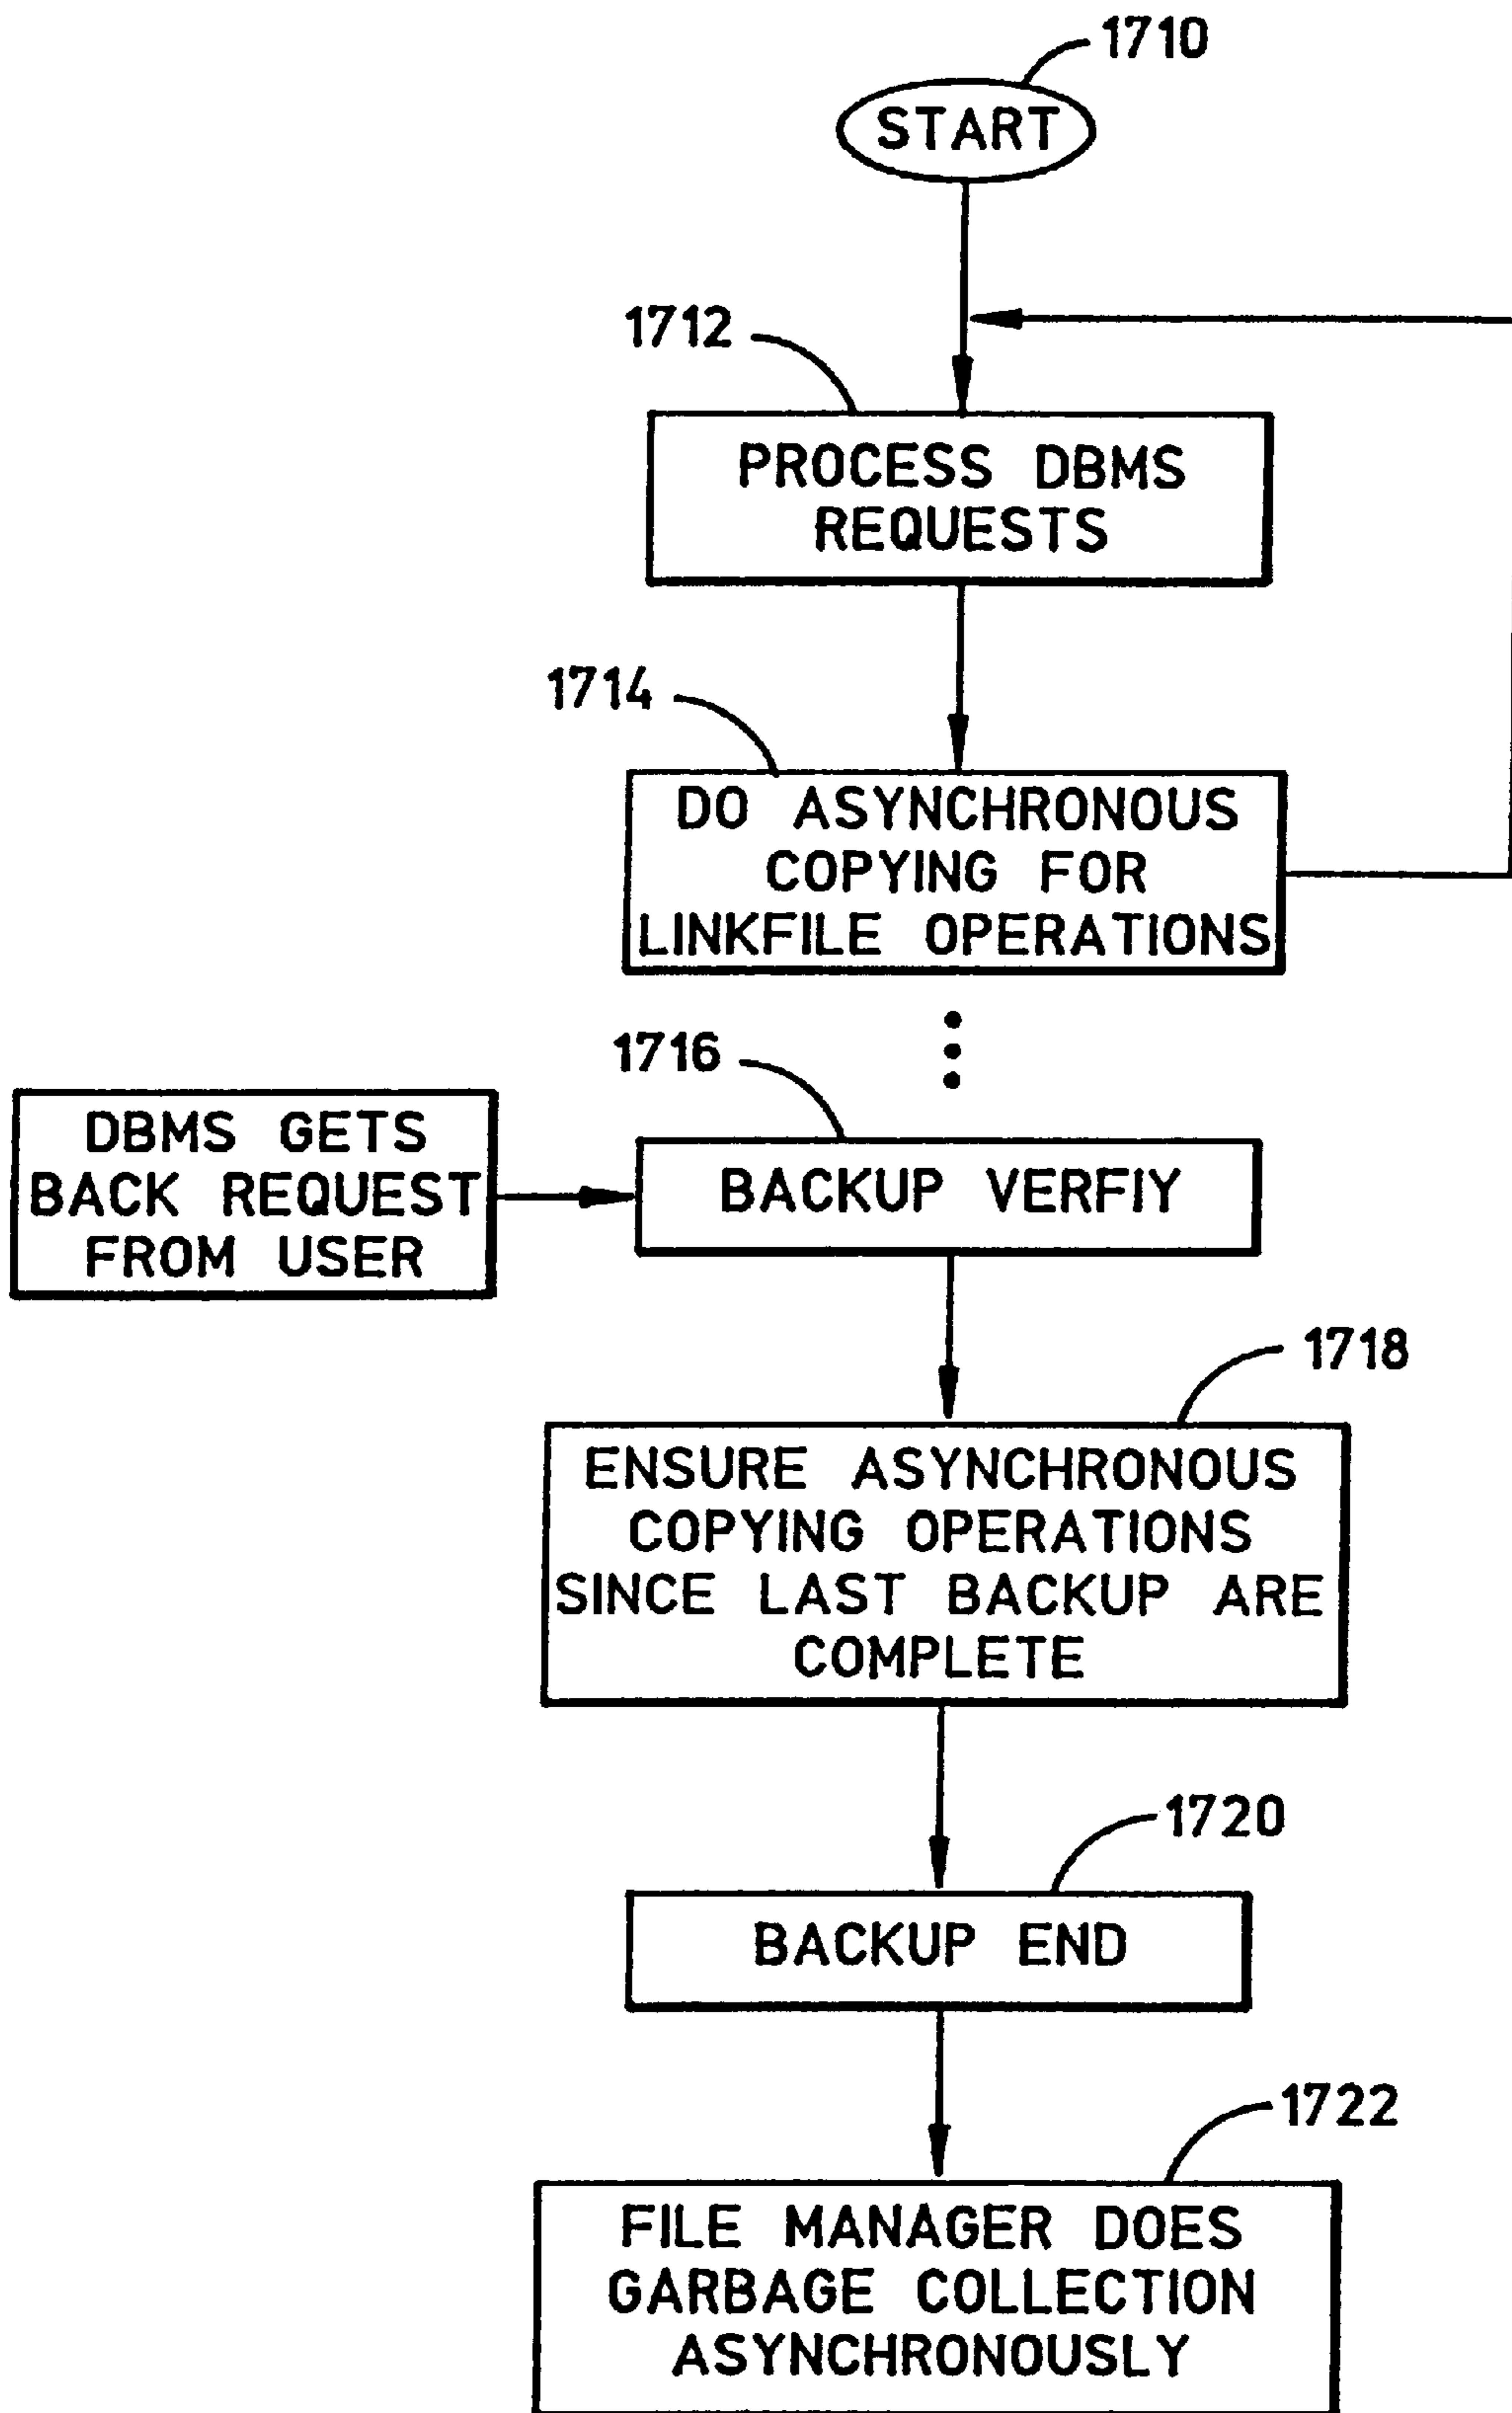 1710
START
1712
PROCESS DBMS
REQUESTS
1714
DO ASYNCHRONOUS
COPYING FOR
LINKFILE OPERATIONS
1716
DBMS GETS
BACK REQUEST
FROM USER
BACKUP VERFIY
1718
ENSURE ASYNCHRONOUS
COPYING OPERATIONS
SINCE LAST BACKUP ARE
COMPLETE
1720
BACKUP END
1722
FILE MANAGER DOES
GARBAGE COLLECTION
ASYNCHRONOUSLY